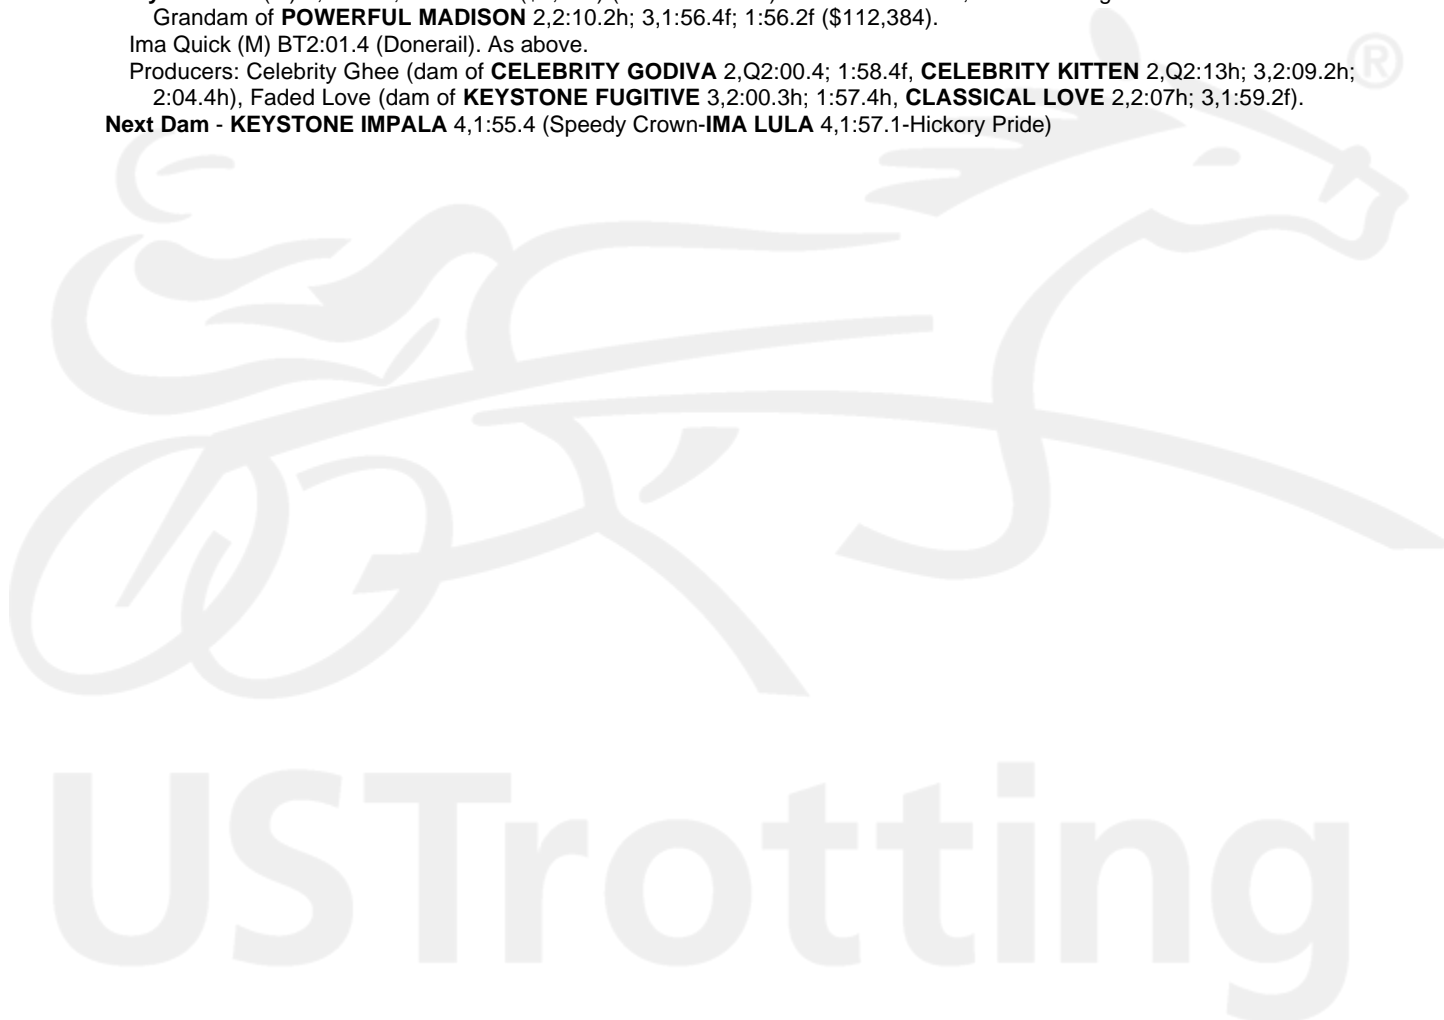 Grandam of POWERFUL MADISON 2,2:10.2h; 3,1:56.4f; 1:56.2f ($112,384).
Ima Quick (M) BT2:01.4 (Donerail). As above.
Producers: Celebrity Ghee (dam of CELEBRITY GODIVA 2,Q2:00.4; 1:58.4f, CELEBRITY KITTEN 2,Q2:13h; 3,2:09.2h;
2:04.4h), Faded Love (dam of KEYSTONE FUGITIVE 3,2:00.3h; 1:57.4h, CLASSICAL LOVE 2,2:07h; 3,1:59.2f).
Next Dam - KEYSTONE IMPALA 4,1:55.4 (Speedy Crown-IMA LULA 4,1:57.1-Hickory Pride)
®
USTrotting